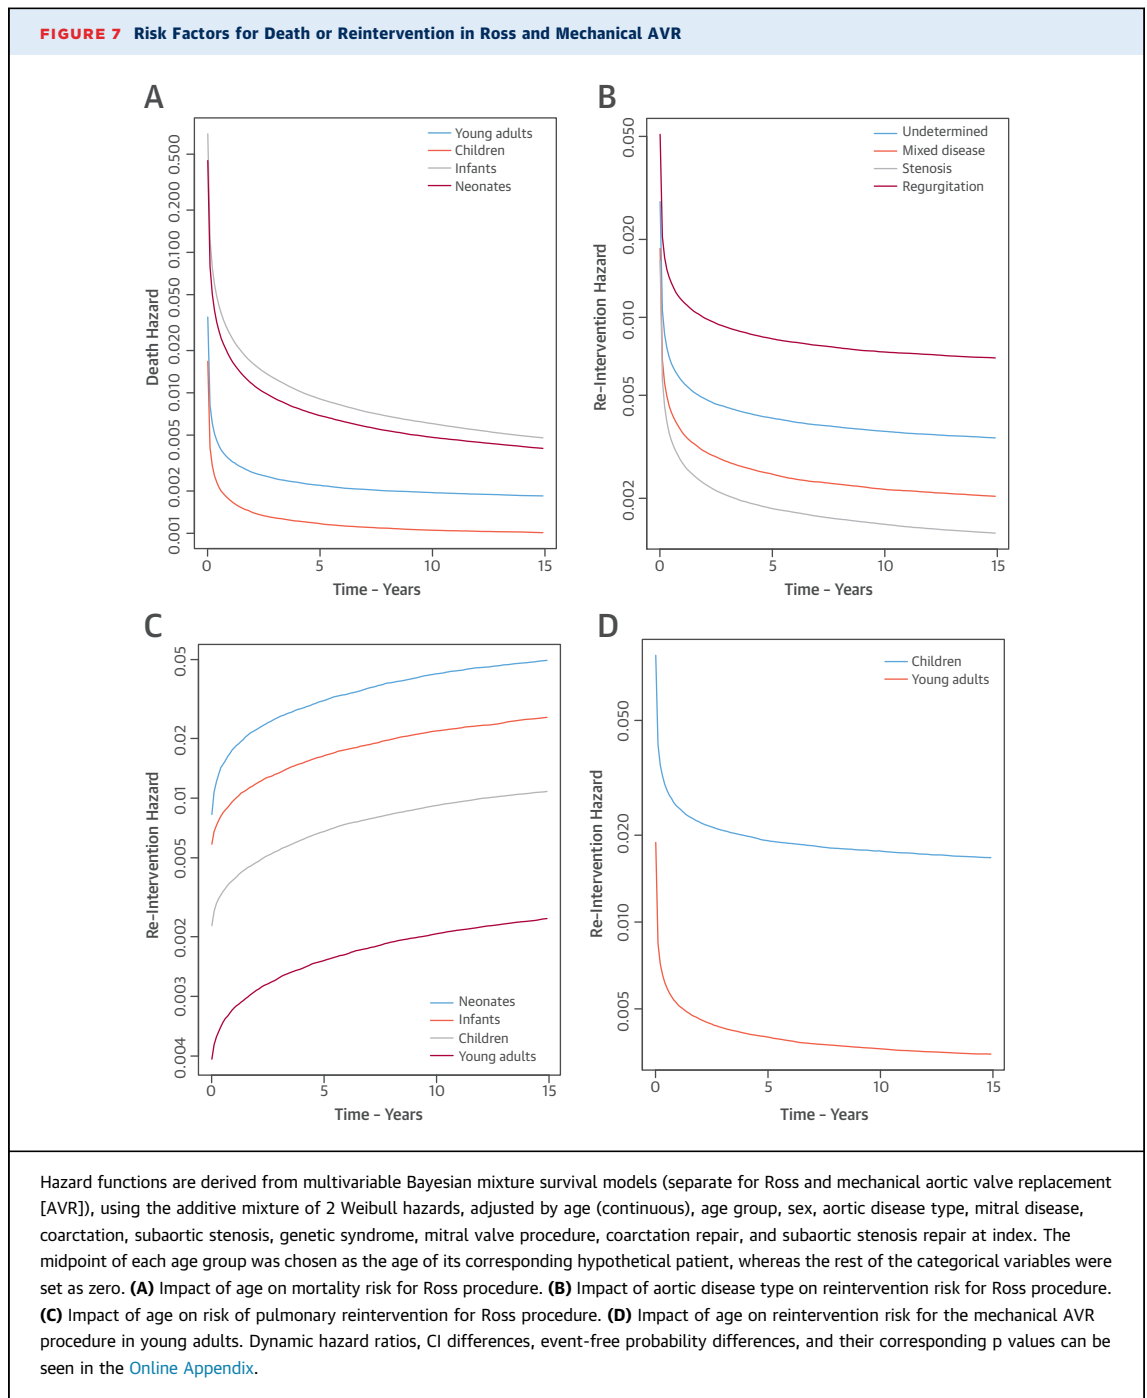 FIGURE 7 Risk Factors for Death or Reintervention in Ross and Mechanical AVR
A
Death Hazard
0.500
0.200
0.100
0.050
0.020
0.010
0.005
0.002
0.001
Young adults
Children
Infants
Neonates
0 5 10 15
Time – Years
B
Re-Intervention Hazard
0.050
0.020
0.010
0.005
0.002
Undetermined
Mixed disease
Stenosis
Regurgitation
0 5 10 15
Time – Years
C
Re-Intervention Hazard
0.05
0.02
0.01
0.005
0.002
0.003
0.004
Neonates
Infants
Children
Young adults
0 5 10 15
Time – Years
D
Re-Intervention Hazard
0.050
0.020
0.010
0.005
Children
Young adults
0 5 10 15
Time – Years
Hazard functions are derived from multivariable Bayesian mixture survival models (separate for Ross and mechanical aortic valve replacement
[AVR]), using the additive mixture of 2 Weibull hazards, adjusted by age (continuous), age group, sex, aortic disease type, mitral disease,
coarctation, subaortic stenosis, genetic syndrome, mitral valve procedure, coarctation repair, and subaortic stenosis repair at index. The
midpoint of each age group was chosen as the age of its corresponding hypothetical patient, whereas the rest of the categorical variables were
set as zero. (A) Impact of age on mortality risk for Ross procedure. (B) Impact of aortic disease type on reintervention risk for Ross procedure.
(C) Impact of age on risk of pulmonary reintervention for Ross procedure. (D) Impact of age on reintervention risk for the mechanical AVR
procedure in young adults. Dynamic hazard ratios, CI differences, event-free probability differences, and their corresponding p values can be
seen in the Online Appendix.